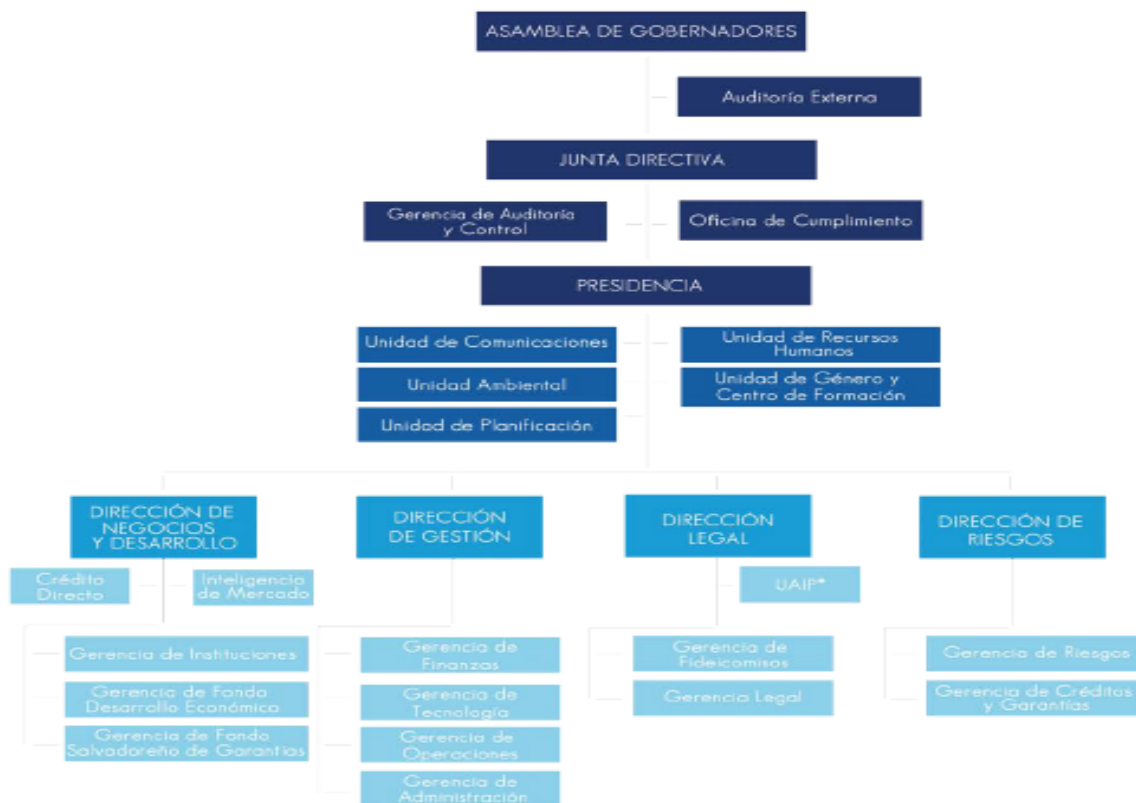 ASAMBLEA DE GOBERNADORES
Auditoría Externa
JUNTA DIRECTIVA
Gerencia de Auditoría
y Control
Oficina de Cumplimiento
PRESIDENCIA
Unidad de Comunicaciones
Unidad de Recursos
Humanos
Unidad Ambiental
Unidad de Género y
Centro de Formación
Unidad de Planificación
DIRECCIÓN DE
NEGOCIOS
Y DESARROLLO
DIRECCIÓN
DE GESTIÓN
DIRECCIÓN
LEGAL
DIRECCIÓN DE
RIESGOS
Crédito
Directo
Inteligencia
de Mercado
UAIP*
Gerencia de Instituciones
Gerencia de Fondo
Desarrollo Económico
Gerencia de Fondo
Salvadoreño de Garantías
Gerencia de
Finanzas
Gerencia de
Tecnología
Gerencia de
Operaciones
Gerencia de
Administración
Gerencia de
Fideicomisos
Gerencia Legal
Gerencia de Riesgos
Gerencia de Créditos
y Garantías